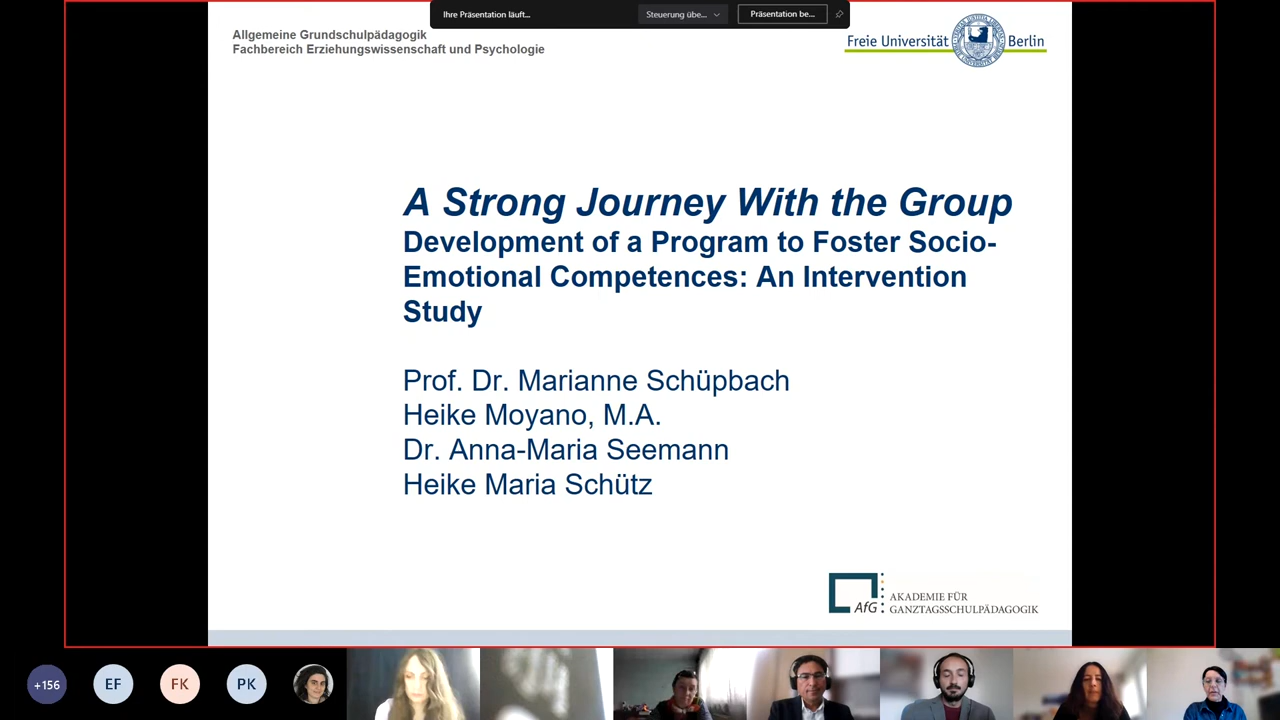 Ihre Präsentation läuft...
Steuerung übe...
Präsentation be...
Allgemeine Grundschulpädagogik
Fachbereich Erziehungswissenschaft und Psychologie
Freie Universität Berlin
A Strong Journey With the Group
Development of a Program to Foster Socio-
Emotional Competences: An Intervention
Study
Prof. Dr. Marianne Schüpbach
Heike Moyano, M.A.
Dr. Anna-Maria Seemann
Heike Maria Schütz
AfG
AKADEMIE FÜR
GANZTAGSSCHULPÄDAGOGIK
+156
EF
FK
PK